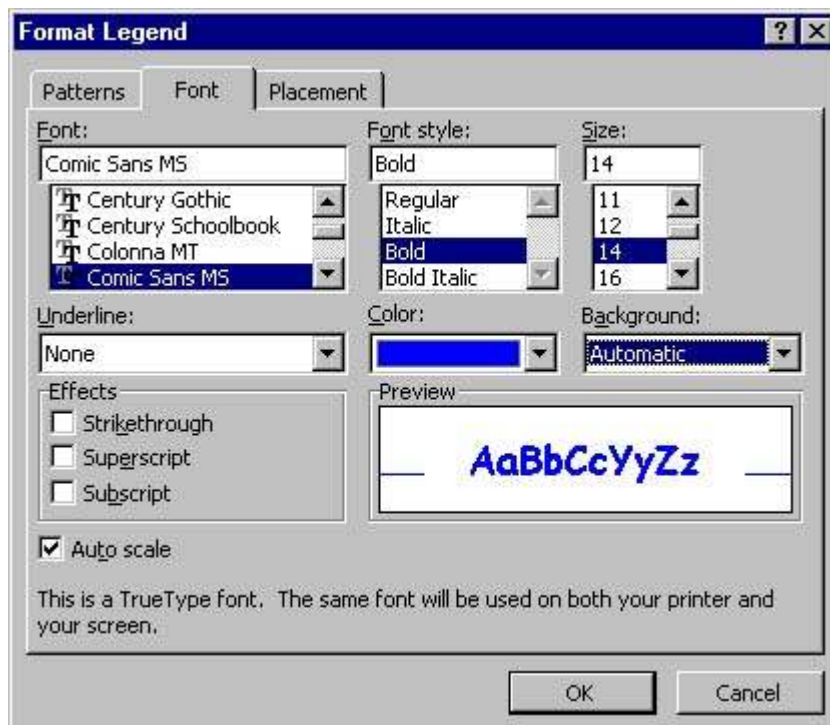 Format Legend
Patterns Font Placement
Font: Font style: Size:
Comic Sans MS Bold 14
Century Gothic Regular 11
Century Schoolbook Italic 12
Colonna MT Bold 14
Comic Sans MS Bold Italic 16
Underline: Color: Background:
None Automatic
Effects Preview
Strikethrough
Superscript AaBbCcYyZz
Subscript
Auto scale
This is a TrueType font. The same font will be used on both your printer and
your screen.
OK Cancel